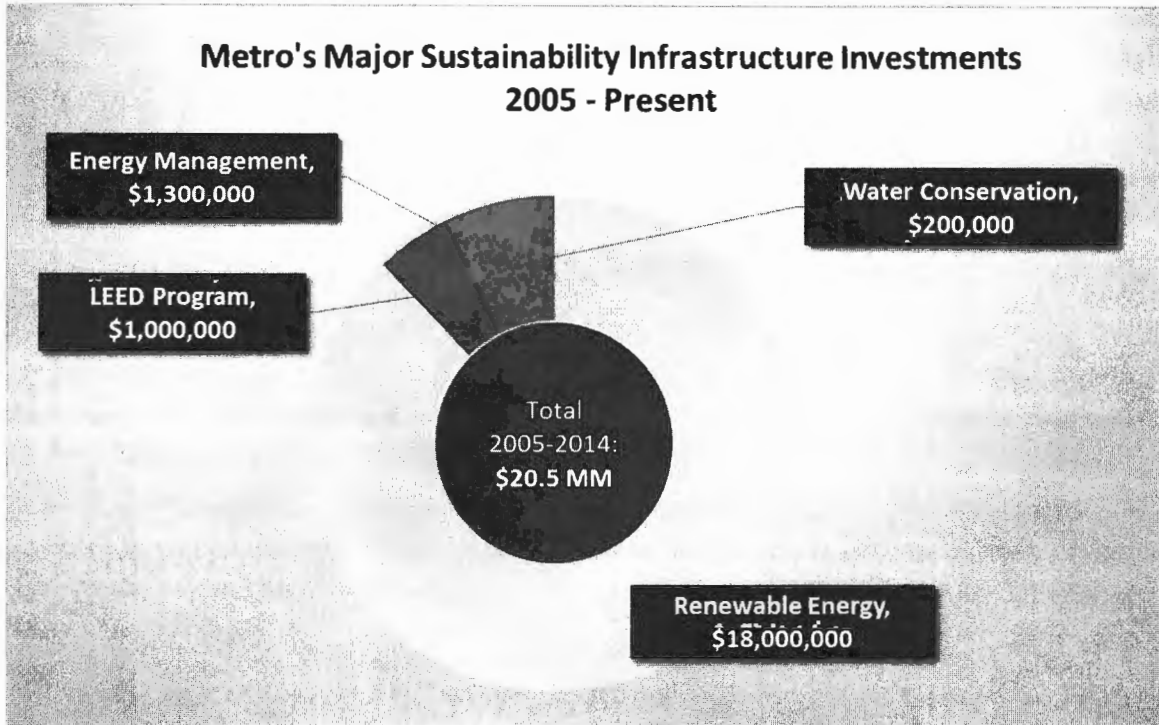 Metro's Major Sustainability Infrastructure Investments
2005 - Present
Energy Management,
$1,300,000
Water Conservation,
$200,000
LEED Program,
$1,000,000
Total
2005-2014:
$20.5 MM
Renewable Energy,
$18,000,000